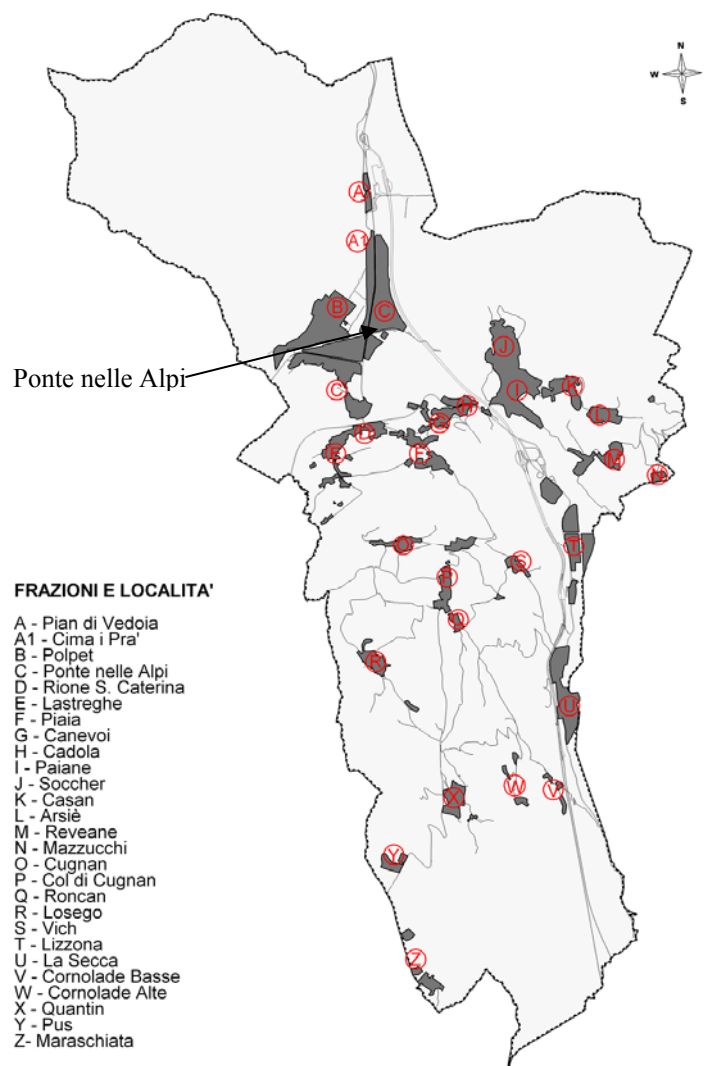 N
W E
S
A
A1
B
C
J
Ponte nelle Alpi
C
I
K
H
L
G
D
E
F
M
N
O
T
S
P
Q
R
U
FRAZIONI E LOCALITA'
A - Pian di Vedoia
A1 - Cima i Pra'
B - Polpet
C - Ponte nelle Alpi
D - Rione S. Caterina
E - Lastreghe
F - Piaia
G - Canevoi
H - Cadola
I - Paiane
J - Soccher
K - Casan
L - Arsiè
M - Reveane
N - Mazzucchi
O - Cugnan
P - Col di Cugnan
Q - Roncan
R - Losego
S - Vich
T - Lizzona
U - La Secca
V - Cornolade Basse
W - Cornolade Alte
X - Quantin
Y - Pus
Z- Maraschiata
W
V
X
Y
Z